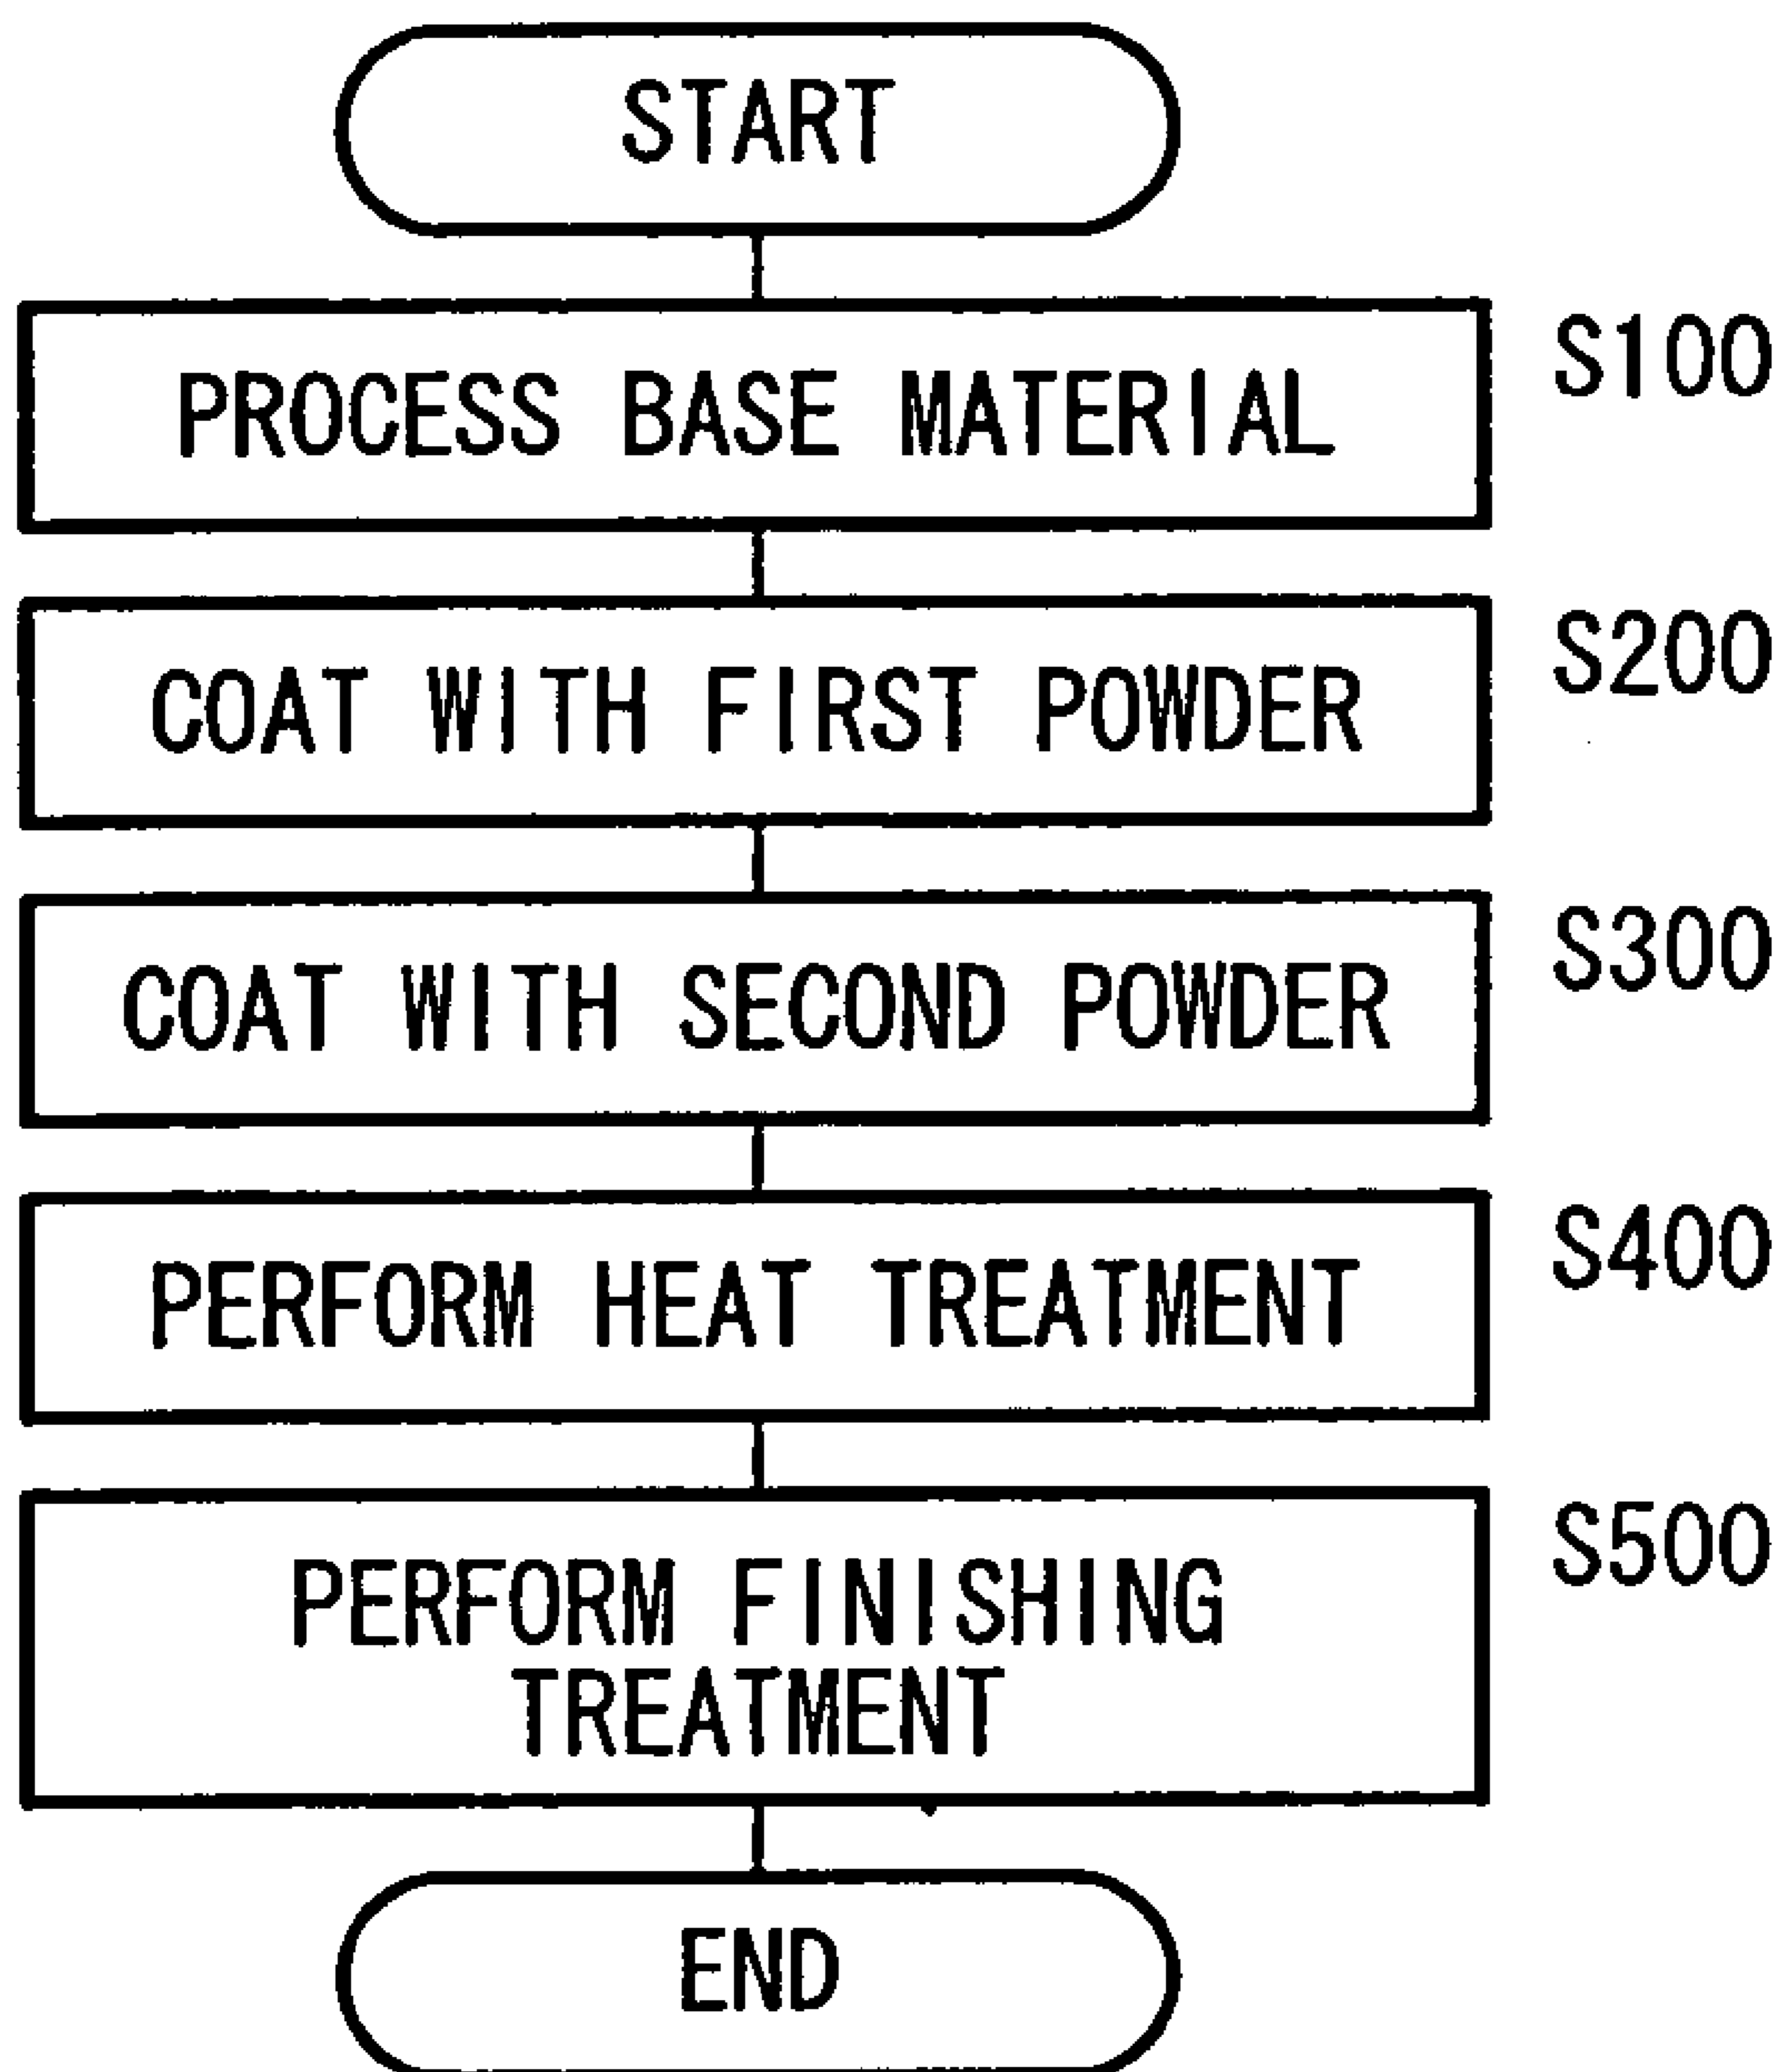 START
PROCESS BASE MATERIAL
S100
COAT WITH FIRST POWDER
S200
COAT WITH SECOND POWDER
S300
PERFORM HEAT TREATMENT
S400
PERFORM FINISHING
TREATMENT
S500
END